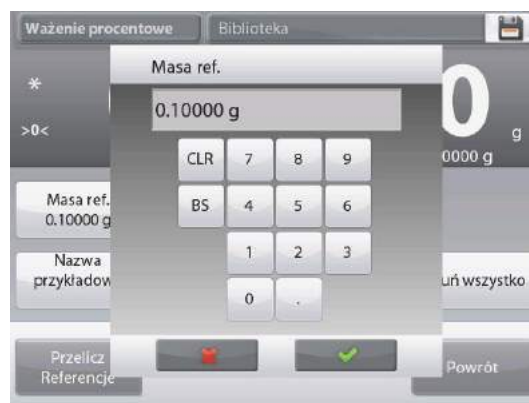 Ważenie procentowe
Biblioteka
Masa ref.
0.10000 g
*
>0<
0
g
0000 g
CLR
7
8
9
BS
4
5
6
1
2
3
0
.
Masa ref.
0.10000 g
Nazwa
przykładow
uń wszystko
Przelicz
Referencje
Powrót